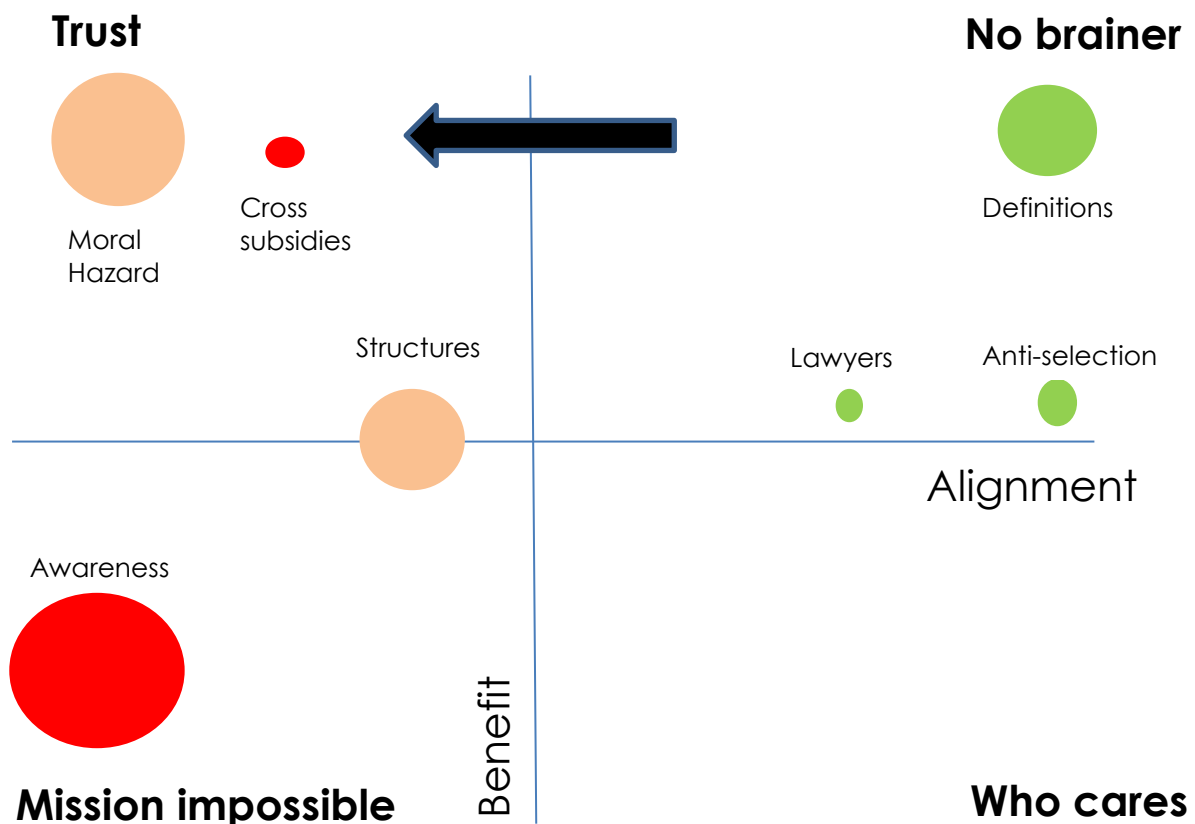 Trust
No brainer
Cross
subsidies
Definitions
Moral
Hazard
Structures
Lawyers
Anti-selection
Alignment
Awareness
Benefit
Mission impossible
Who cares